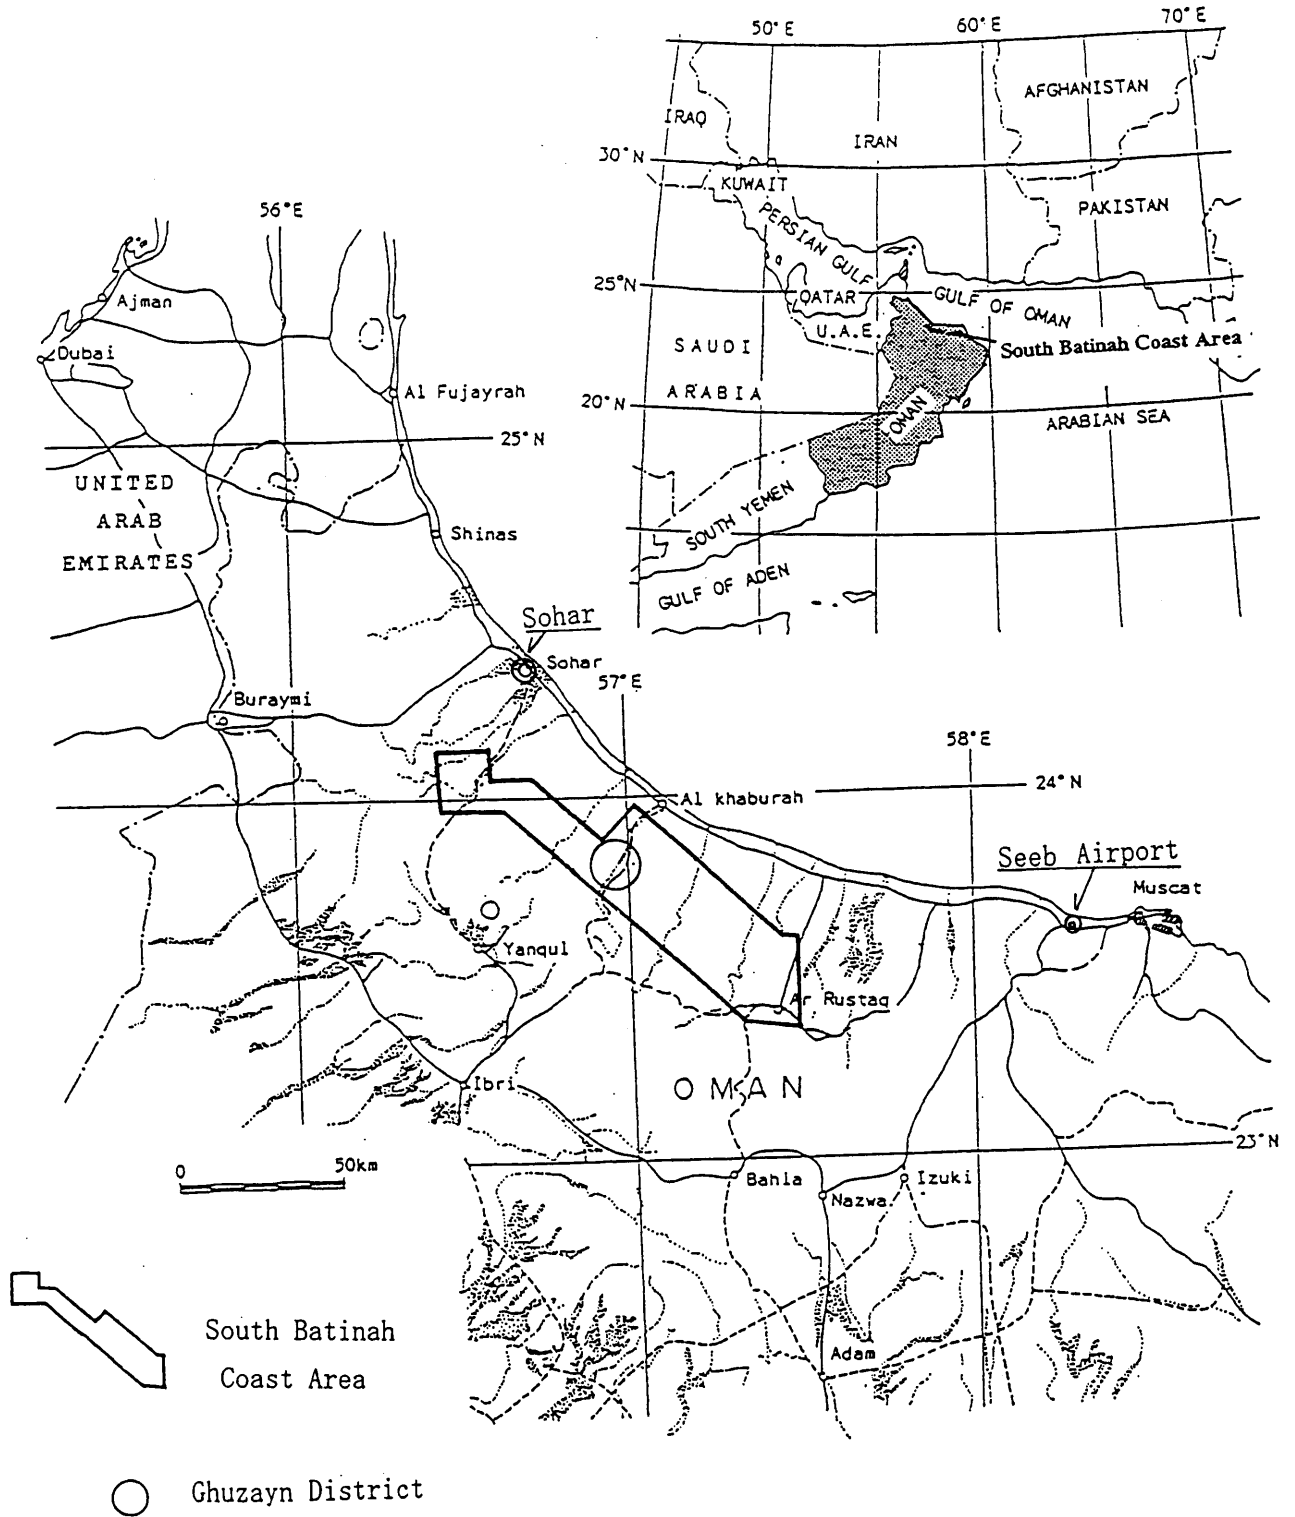 50°E
60°E
70°E
AFGHANISTAN
IRAQ
IRAN
30°N
KUWAIT
PAKISTAN
PERSIAN GULF
25°N
QATAR
GULF OF OMAN
U.A.E.
South Batinah Coast Area
SAUDI
ARABIA
20°N
OMAN
ARABIAN SEA
SOUTH YEMEN
GULF OF ADEN
56°E
Ajman
Dubai
Al Fujayrah
25°N
UNITED
ARAB
EMIRATES
Shinas
Sohar
Sohar
57°E
Buraymi
58°E
24°N
Al khaburah
Seeb Airport
Muscat
Yanqul
Ar Rustaq
Ibri
OMAN
23°N
0 50km
Bahla
Nazwa
Izuki
Adam
South Batinah
Coast Area
Ghuzayn District